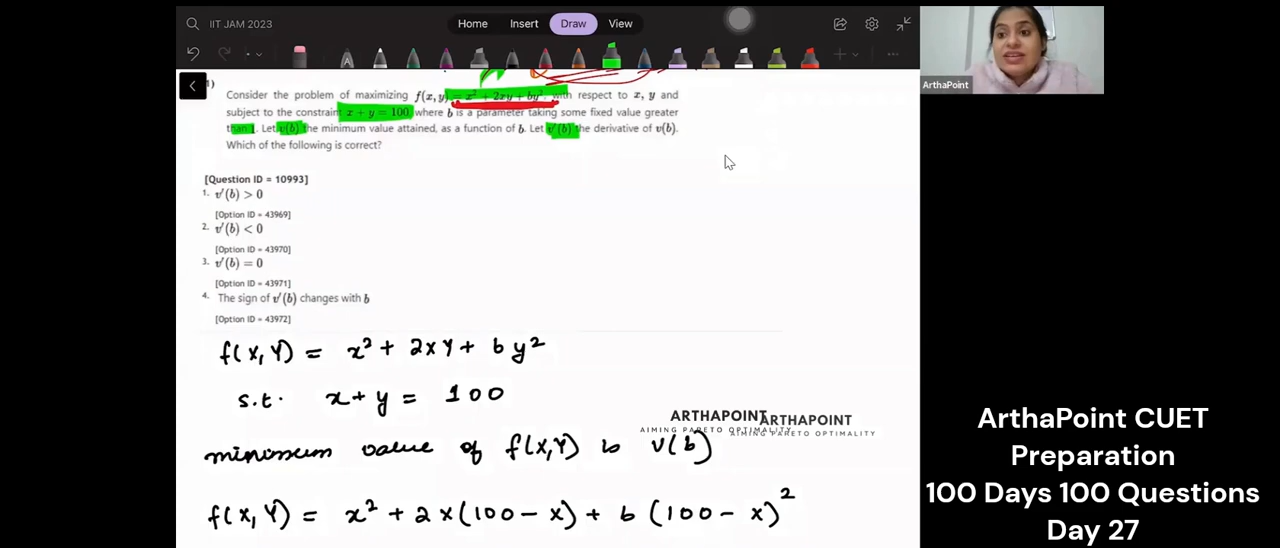 IIT JAM 2023
Home Insert Draw View
1)
Consider the problem of maximizing f(x, y) = x² + 2xy + by² with respect to x, y and
subject to the constraint x + y = 100, where b is a parameter taking some fixed value greater
than 1. Let v(b) the minimum value attained, as a function of b. Let v′(b) the derivative of v(b).
Which of the following is correct?
[Question ID = 10993]
1. v′(b) > 0
[Option ID = 43969]
2. v′(b) < 0
[Option ID = 43970]
3. v′(b) = 0
[Option ID = 43971]
4. The sign of v′(b) changes with b
[Option ID = 43972]
f(x, y) = x² + 2xy + by²
s.t. x + y = 100
ARTHAPOINT
AIMING PARETO OPTIMALITY
ARTHAPOINT
AIMING PARETO OPTIMALITY
minimum value of f(x,y) is v(b)
f(x, y) = x² + 2x(100 - x) + b (100 - x)²
ArthaPoint
ArthaPoint CUET
Preparation
100 Days 100 Questions
Day 27